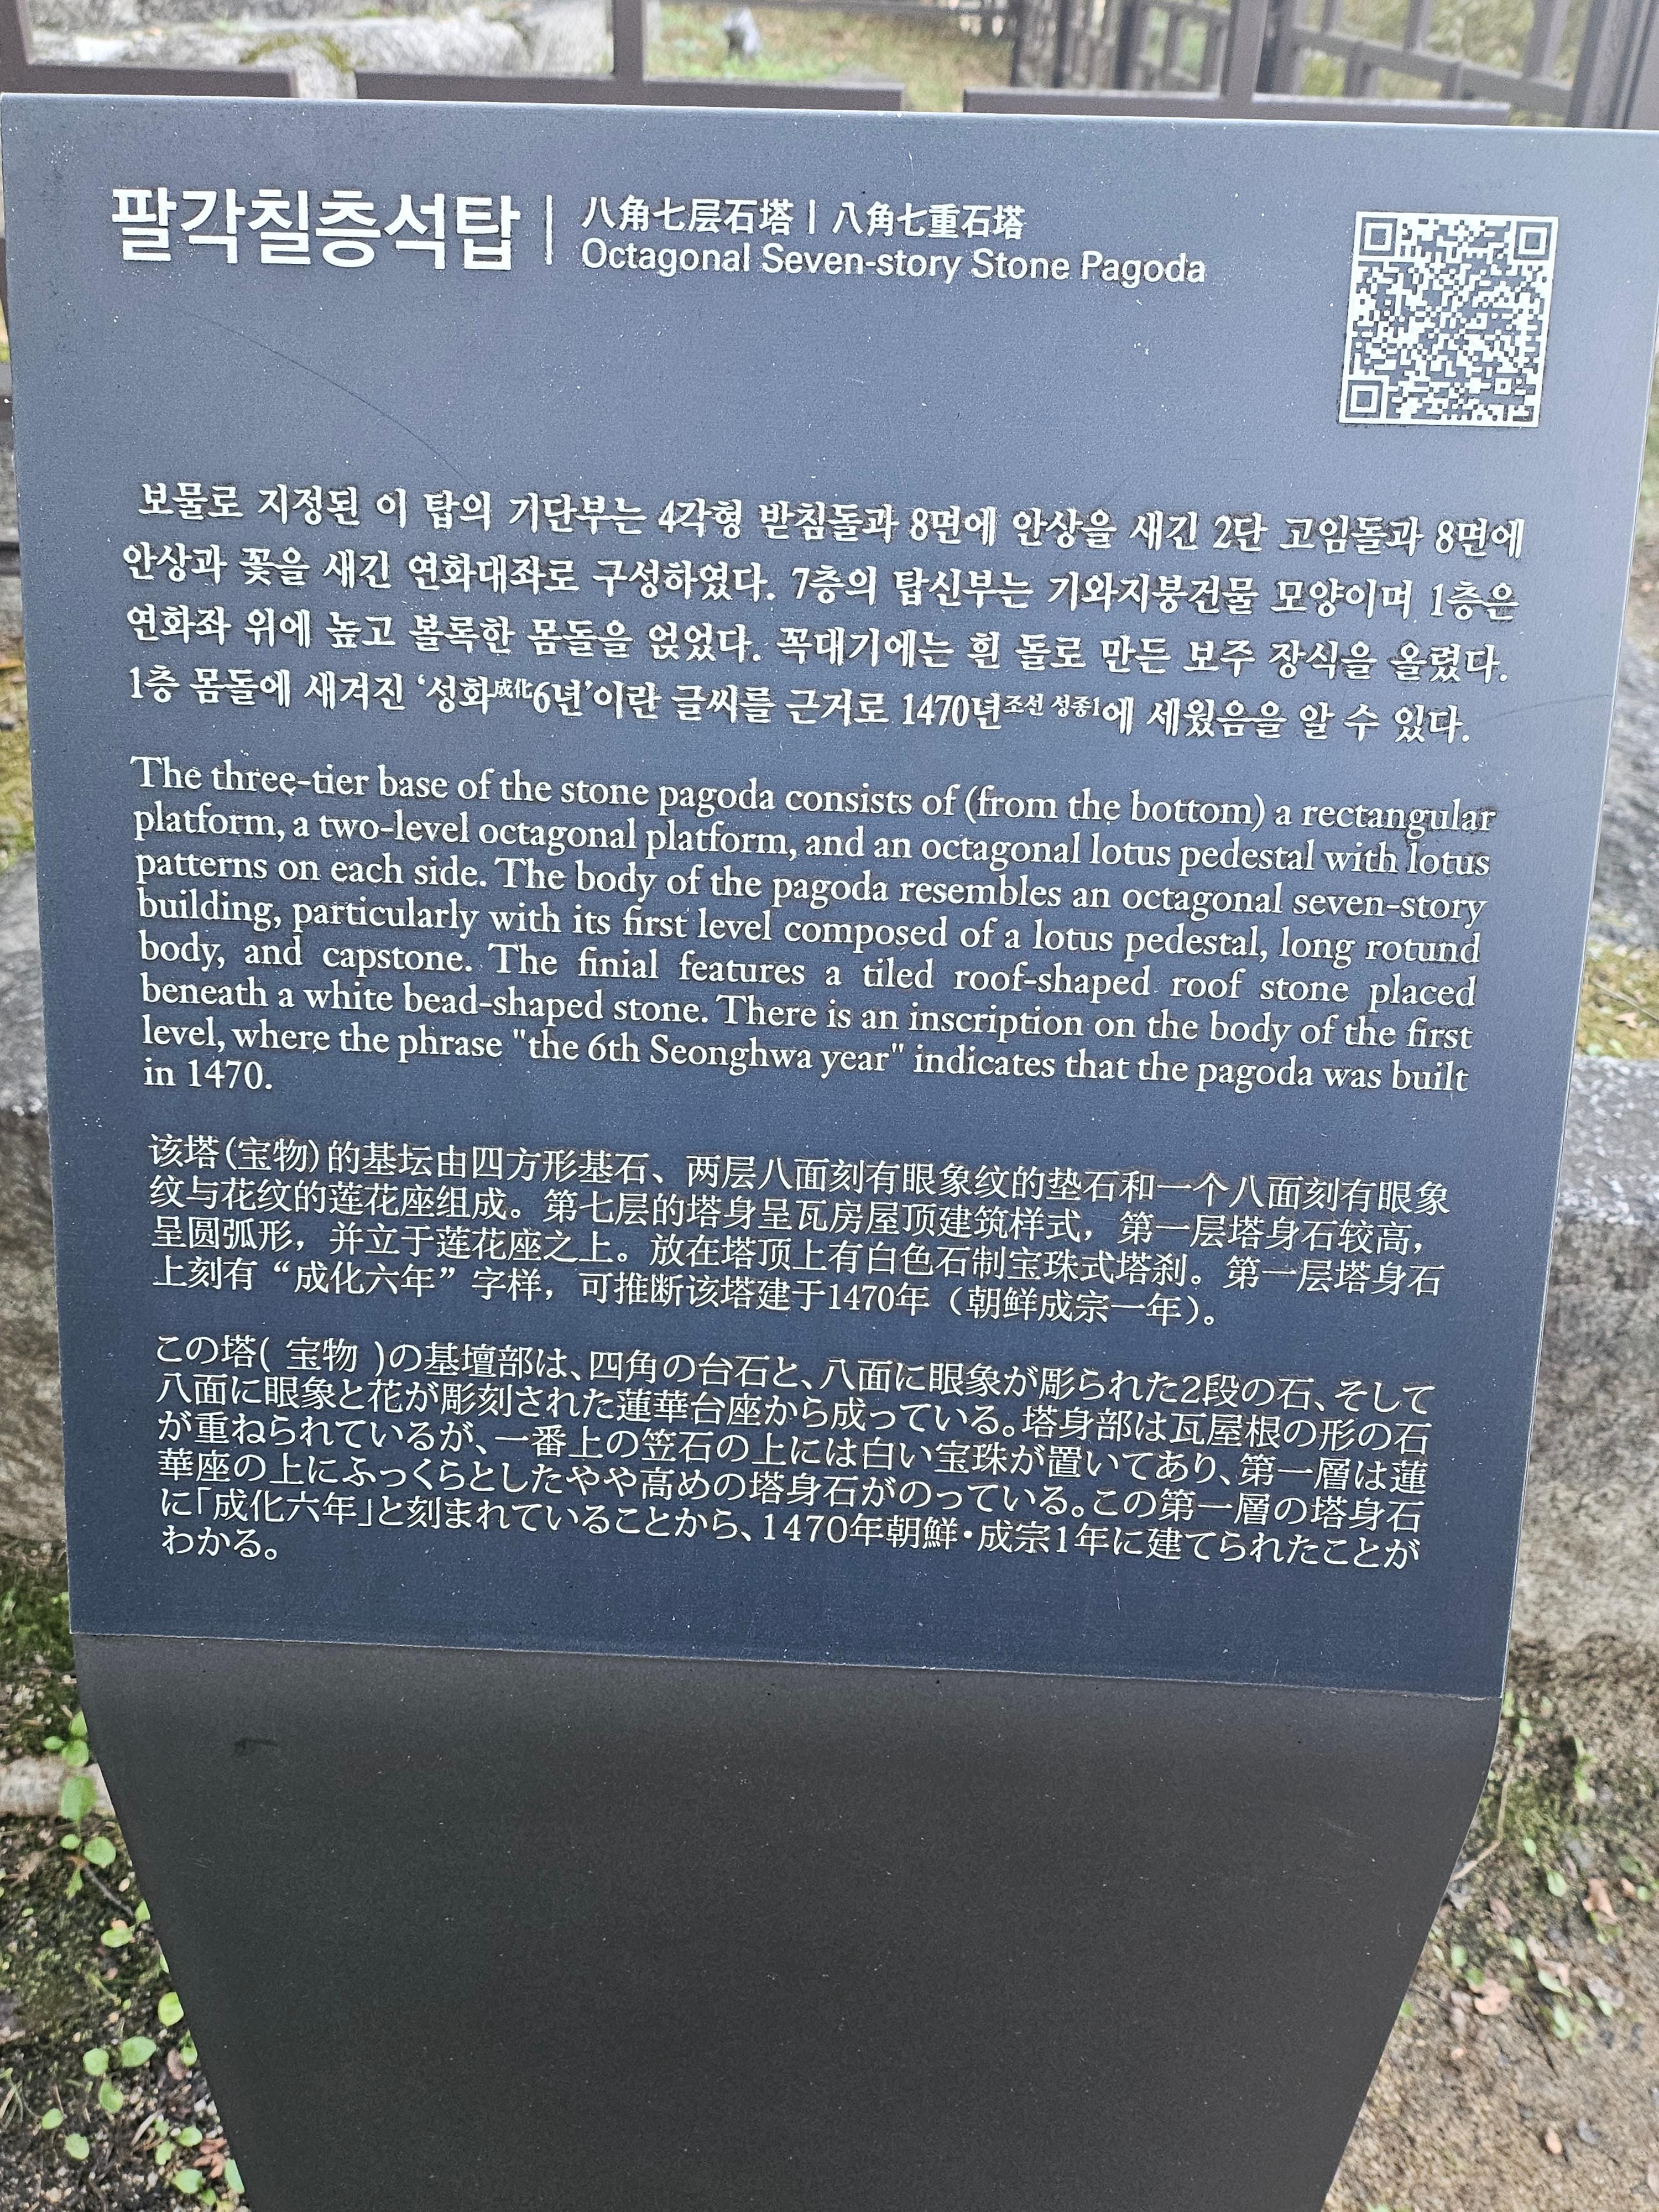 팔각칠층석탑 | 八角七层石塔 | 八角七重石塔
Octagonal Seven-story Stone Pagoda
보물로 지정된 이 탑의 기단부는 4각형 받침돌과 8면에 안상을 새긴 2단 고임돌과 8면에
안상과 꽃을 새긴 연화대좌로 구성하였다. 7층의 탑신부는 기와지붕건물 모양이며 1층은
연화좌 위에 높고 볼록한 몸돌을 얹었다. 꼭대기에는 흰 돌로 만든 보주 장식을 올렸다.
1층 몸돌에 새겨진 ‘성화成化6년’이란 글씨를 근거로 1470년조선 성종1에 세웠음을 알 수 있다.
The three-tier base of the stone pagoda consists of (from the bottom) a rectangular
platform, a two-level octagonal platform, and an octagonal lotus pedestal with lotus
patterns on each side. The body of the pagoda resembles an octagonal seven-story
building, particularly with its first level composed of a lotus pedestal, long rotund
body, and capstone. The finial features a tiled roof-shaped roof stone placed
beneath a white bead-shaped stone. There is an inscription on the body of the first
level, where the phrase "the 6th Seonghwa year" indicates that the pagoda was built
in 1470.
该塔(宝物)的基坛由四方形基石、两层八面刻有眼象纹的垫石和一个八面刻有眼象
纹与花纹的莲花座组成。第七层的塔身呈瓦房屋顶建筑样式，第一层塔身石较高，
呈圆弧形，并立于莲花座之上。放在塔顶上有白色石制宝珠式塔刹。第一层塔身石
上刻有“成化六年”字样，可推断该塔建于1470年（朝鲜成宗一年）。
この塔( 宝物 )の基壇部は、四角の台石と、八面に眼象が彫られた2段の石、そして
八面に眼象と花が彫刻された蓮華台座から成っている。塔身部は瓦屋根の形の石
が重ねられているが、一番上の笠石の上には白い宝珠が置いてあり、第一層は蓮
華座の上にふっくらとしたやや高めの塔身石がのっている。この第一層の塔身石
に「成化六年」と刻まれていることから、1470年朝鮮・成宗1年に建てられたことが
わかる。